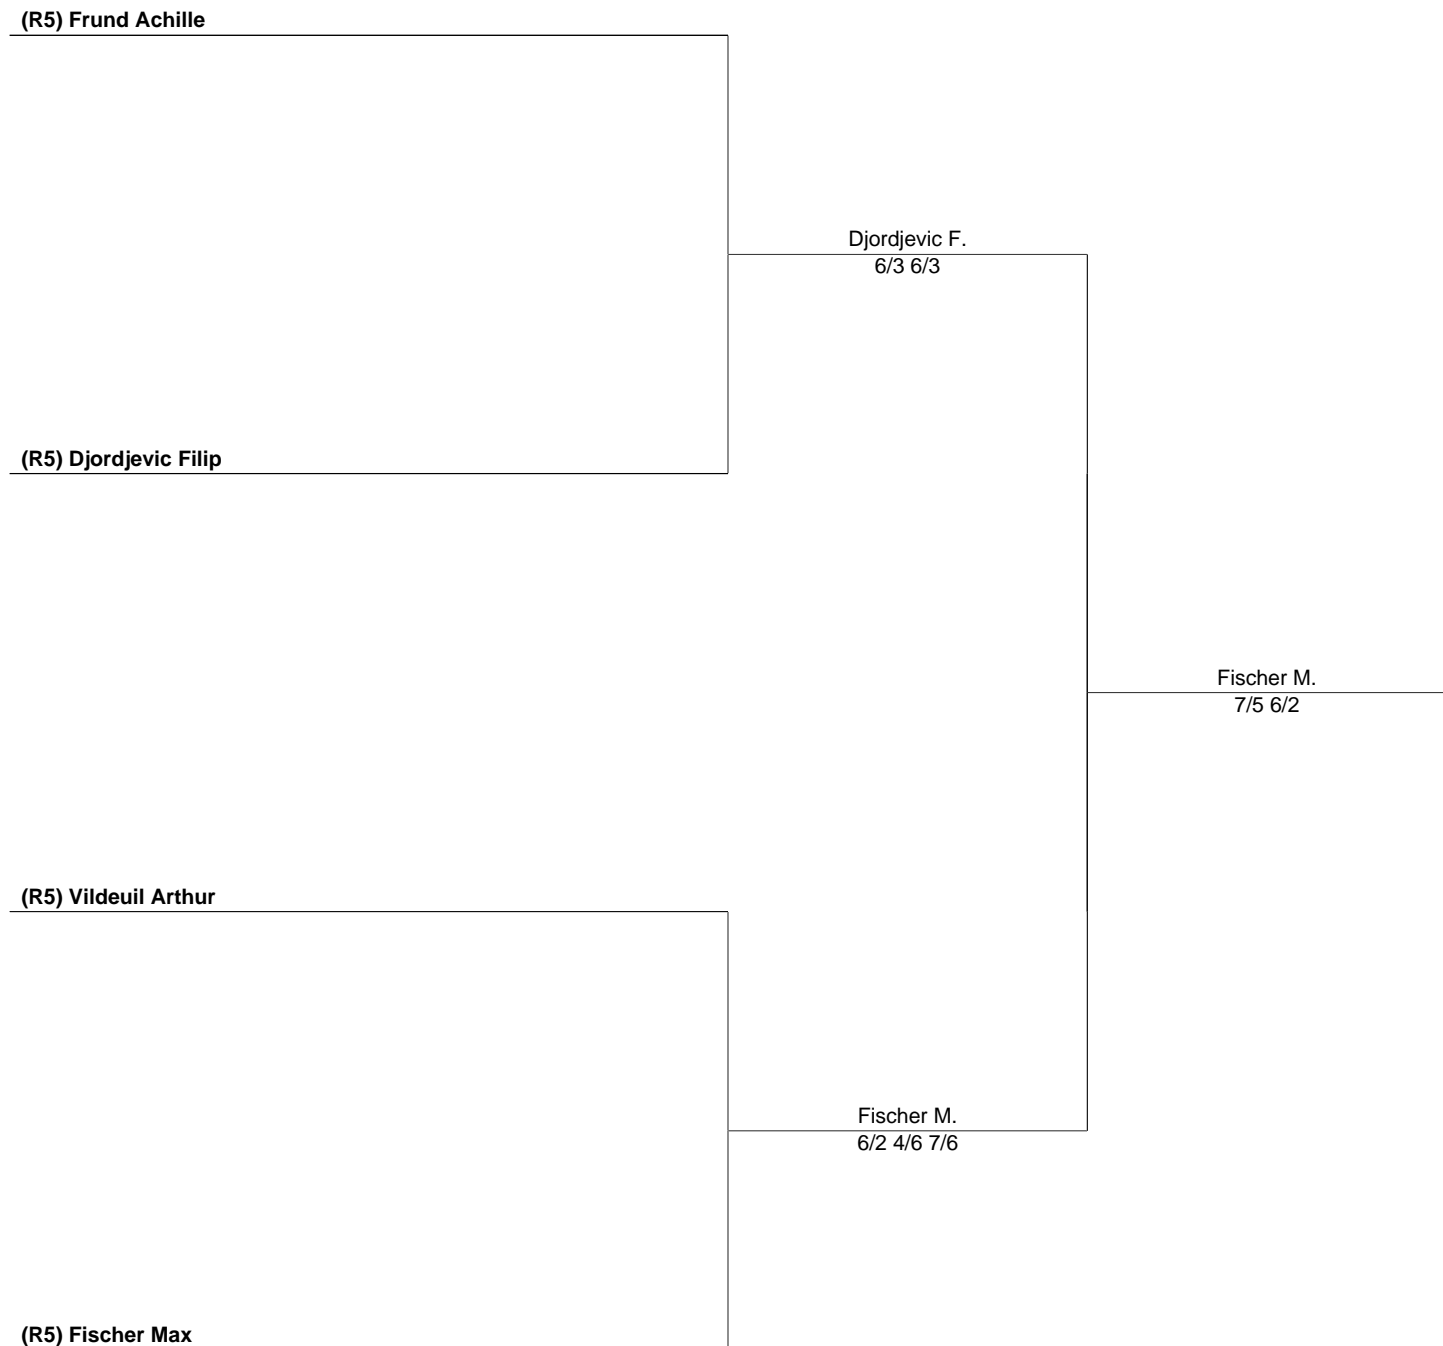 (R5) Frund Achille
Djordjevic F.
6/3 6/3
(R5) Djordjevic Filip
Fischer M.
7/5 6/2
(R5) Vildeuil Arthur
Fischer M.
6/2 4/6 7/6
(R5) Fischer Max